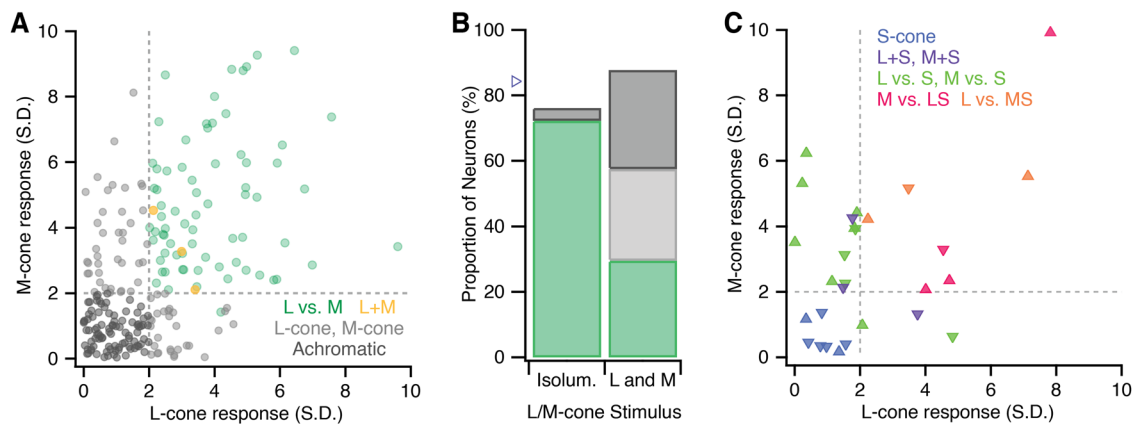 A
M-cone response (S.D.)
10
8
6
4
2
0
L vs. M L+M
L-cone, M-cone
Achromatic
0 2 4 6 8 10
L-cone response (S.D.)
B
Proportion of Neurons (%)
100
80
60
40
20
0
Isolum. L and M
L/M-cone Stimulus
C
M-cone response (S.D.)
10
8
6
4
2
0
S-cone
L+S, M+S
L vs. S, M vs. S
M vs. LS L vs. MS
0 2 4 6 8 10
L-cone response (S.D.)